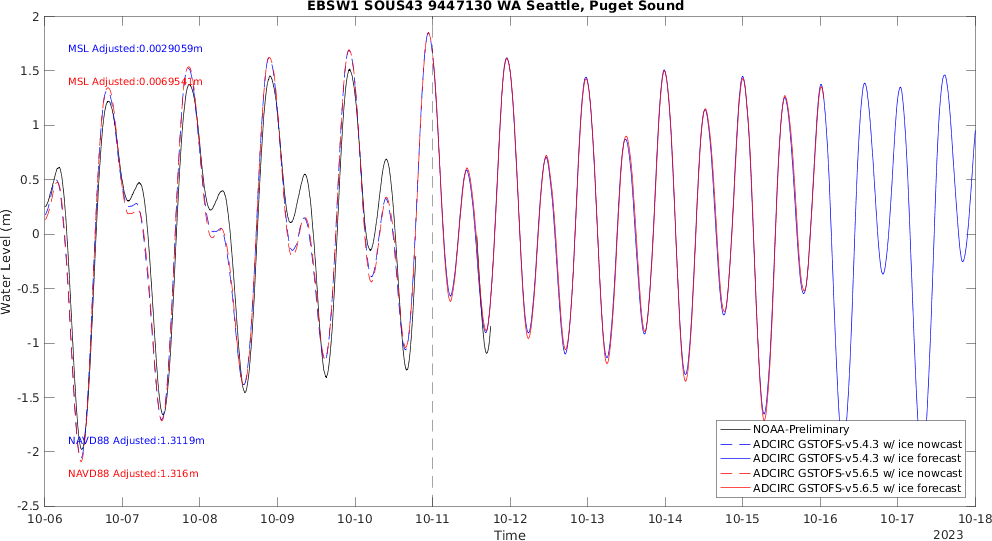 EBSW1 SOUS43 9447130 WA Seattle, Puget Sound
2
1.5
1
0.5
0
-0.5
-1
-1.5
-2
-2.5
Water Level (m)
MSL Adjusted:0.0029059m
MSL Adjusted:0.0069541m
NAVD88 Adjusted:1.3119m
NAVD88 Adjusted:1.316m
NOAA-Preliminary
ADCIRC GSTOFS-v5.4.3 w/ ice nowcast
ADCIRC GSTOFS-v5.4.3 w/ ice forecast
ADCIRC GSTOFS-v5.6.5 w/ ice nowcast
ADCIRC GSTOFS-v5.6.5 w/ ice forecast
10-06 10-07 10-08 10-09 10-10 10-11 10-12 10-13 10-14 10-15 10-16 10-17 10-18
Time
2023